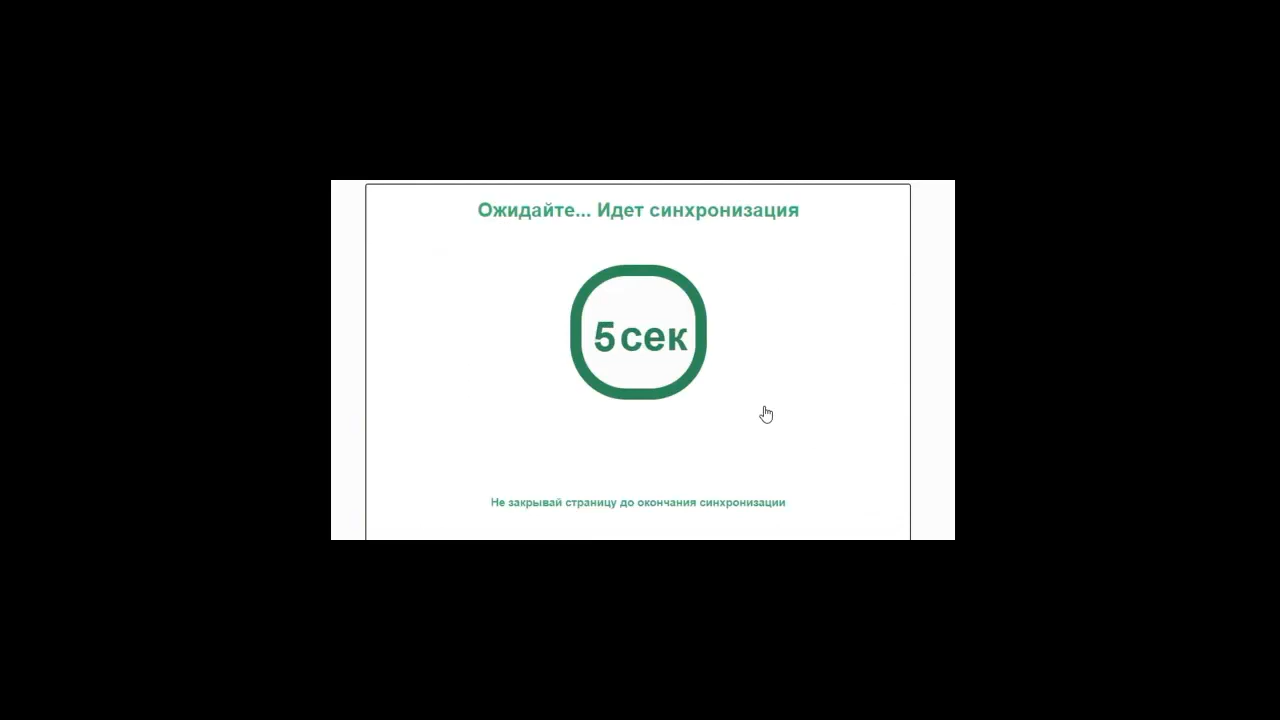 Ожидайте... Идет синхронизация
5 сек
Не закрывай страницу до окончания синхронизации